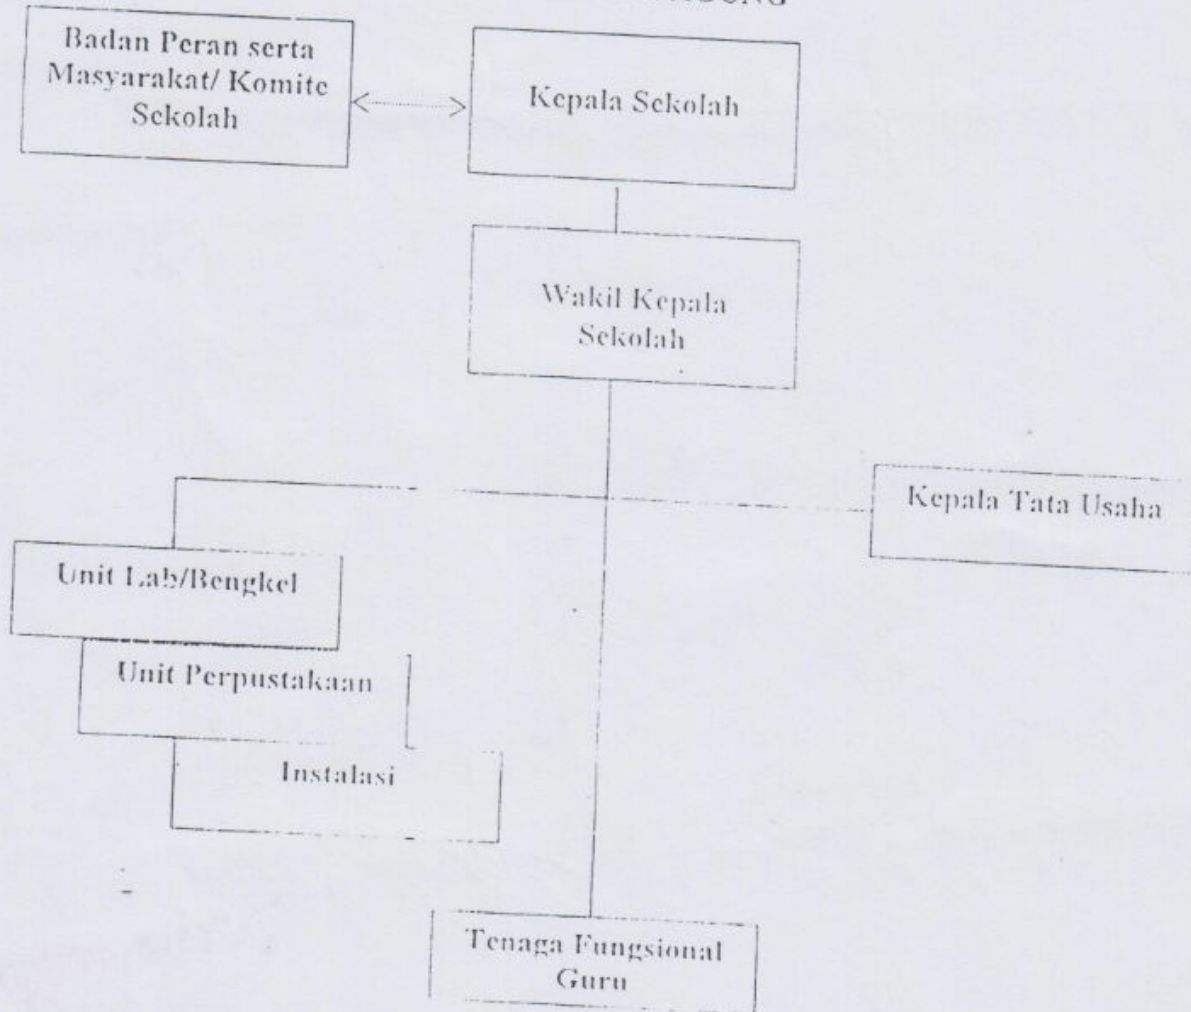 Badan Peran serta
Masyarakat/ Komite
Sekolah
Kepala Sekolah
Wakil Kepala
Sekolah
Kepala Tata Usaha
Unit Lab/Bengkel
Unit Perpustakaan
Instalasi
Tenaga Fungsional
Guru